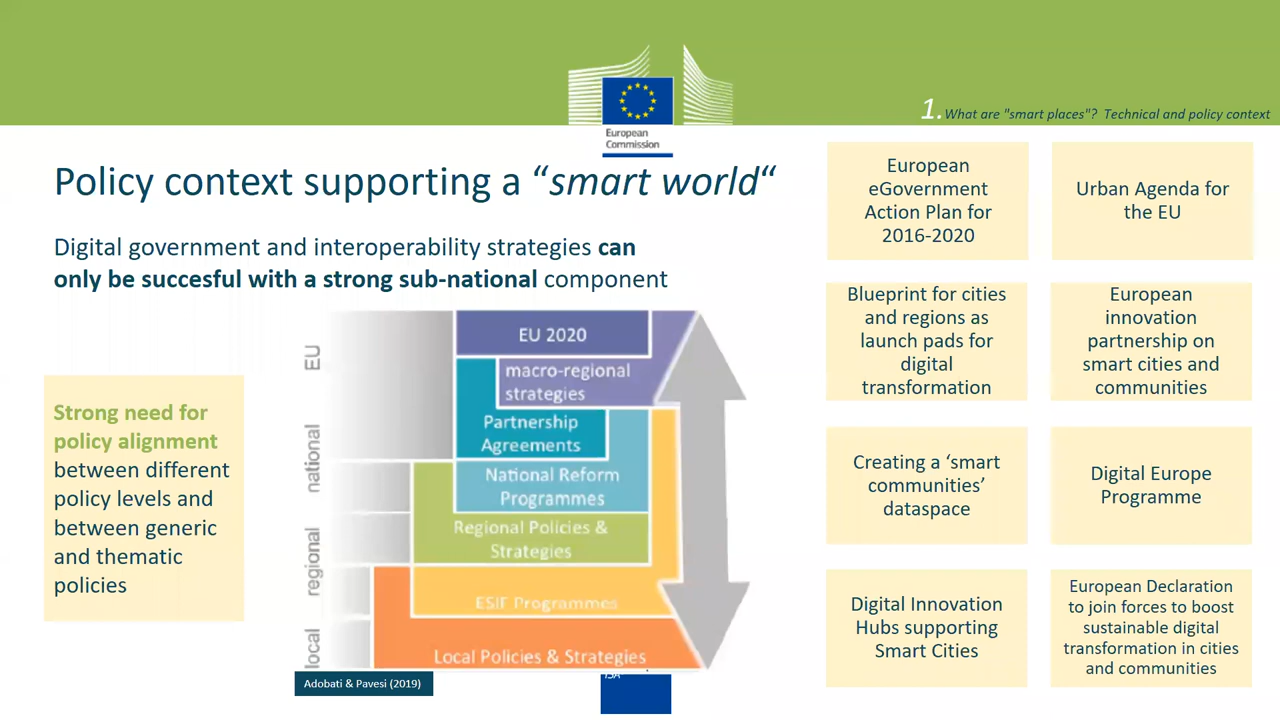 European
Commission
1. What are "smart places"? Technical and policy context
Policy context supporting a “smart world“
Digital government and interoperability strategies can
only be succesful with a strong sub-national component
Strong need for
policy alignment
between different
policy levels and
between generic
and thematic
policies
EU
national
regional
local
EU 2020
macro-regional
strategies
Partnership
Agreements
National Reform
Programmes
Regional Policies &
Strategies
ESIF Programmes
Local Policies & Strategies
Adobati & Pavesi (2019)
ISA
European
eGovernment
Action Plan for
2016-2020
Urban Agenda for
the EU
Blueprint for cities
and regions as
launch pads for
digital
transformation
European
innovation
partnership on
smart cities and
communities
Creating a ‘smart
communities’
dataspace
Digital Europe
Programme
Digital Innovation
Hubs supporting
Smart Cities
European Declaration
to join forces to boost
sustainable digital
transformation in cities
and communities